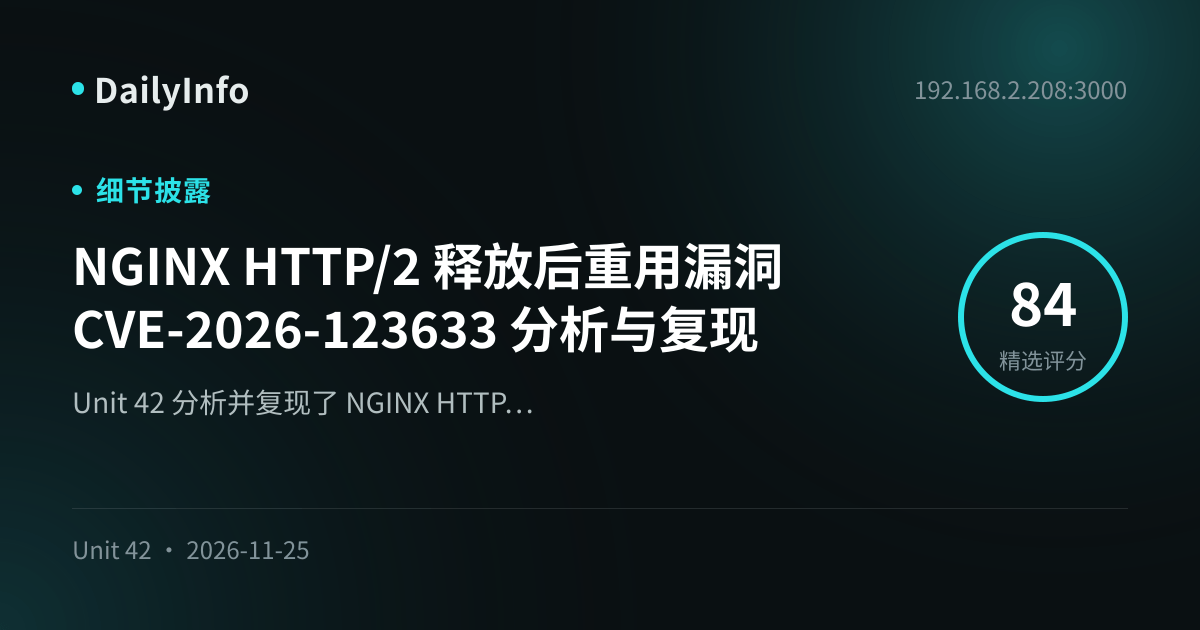 DailyInfo
192.168.2.208:3000
细节披露
NGINX HTTP/2 释放后重用漏洞
CVE-2026-123633 分析与复现
84
精选评分
Unit 42 分析并复现了 NGINX HTTP…
Unit 42 · 2026-11-25